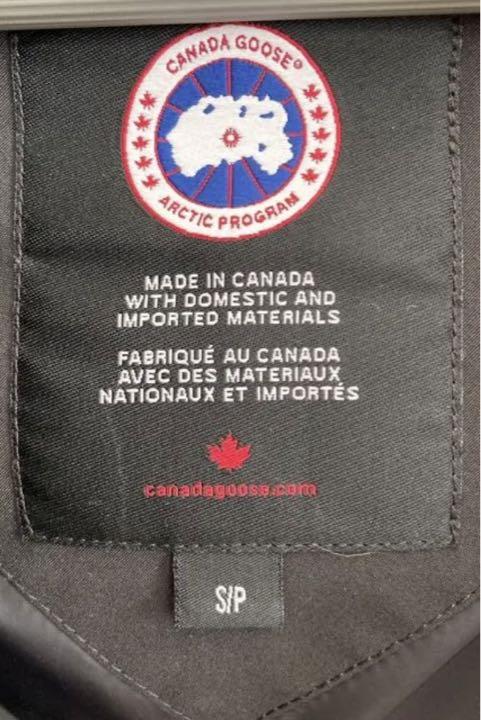 CANADA GOOSE®
ARCTIC PROGRAM
MADE IN CANADA
WITH DOMESTIC AND
IMPORTED MATERIALS
FABRIQUÉ AU CANADA
AVEC DES MATERIAUX
NATIONAUX ET IMPORTÉS
canadagoose.com
S/P